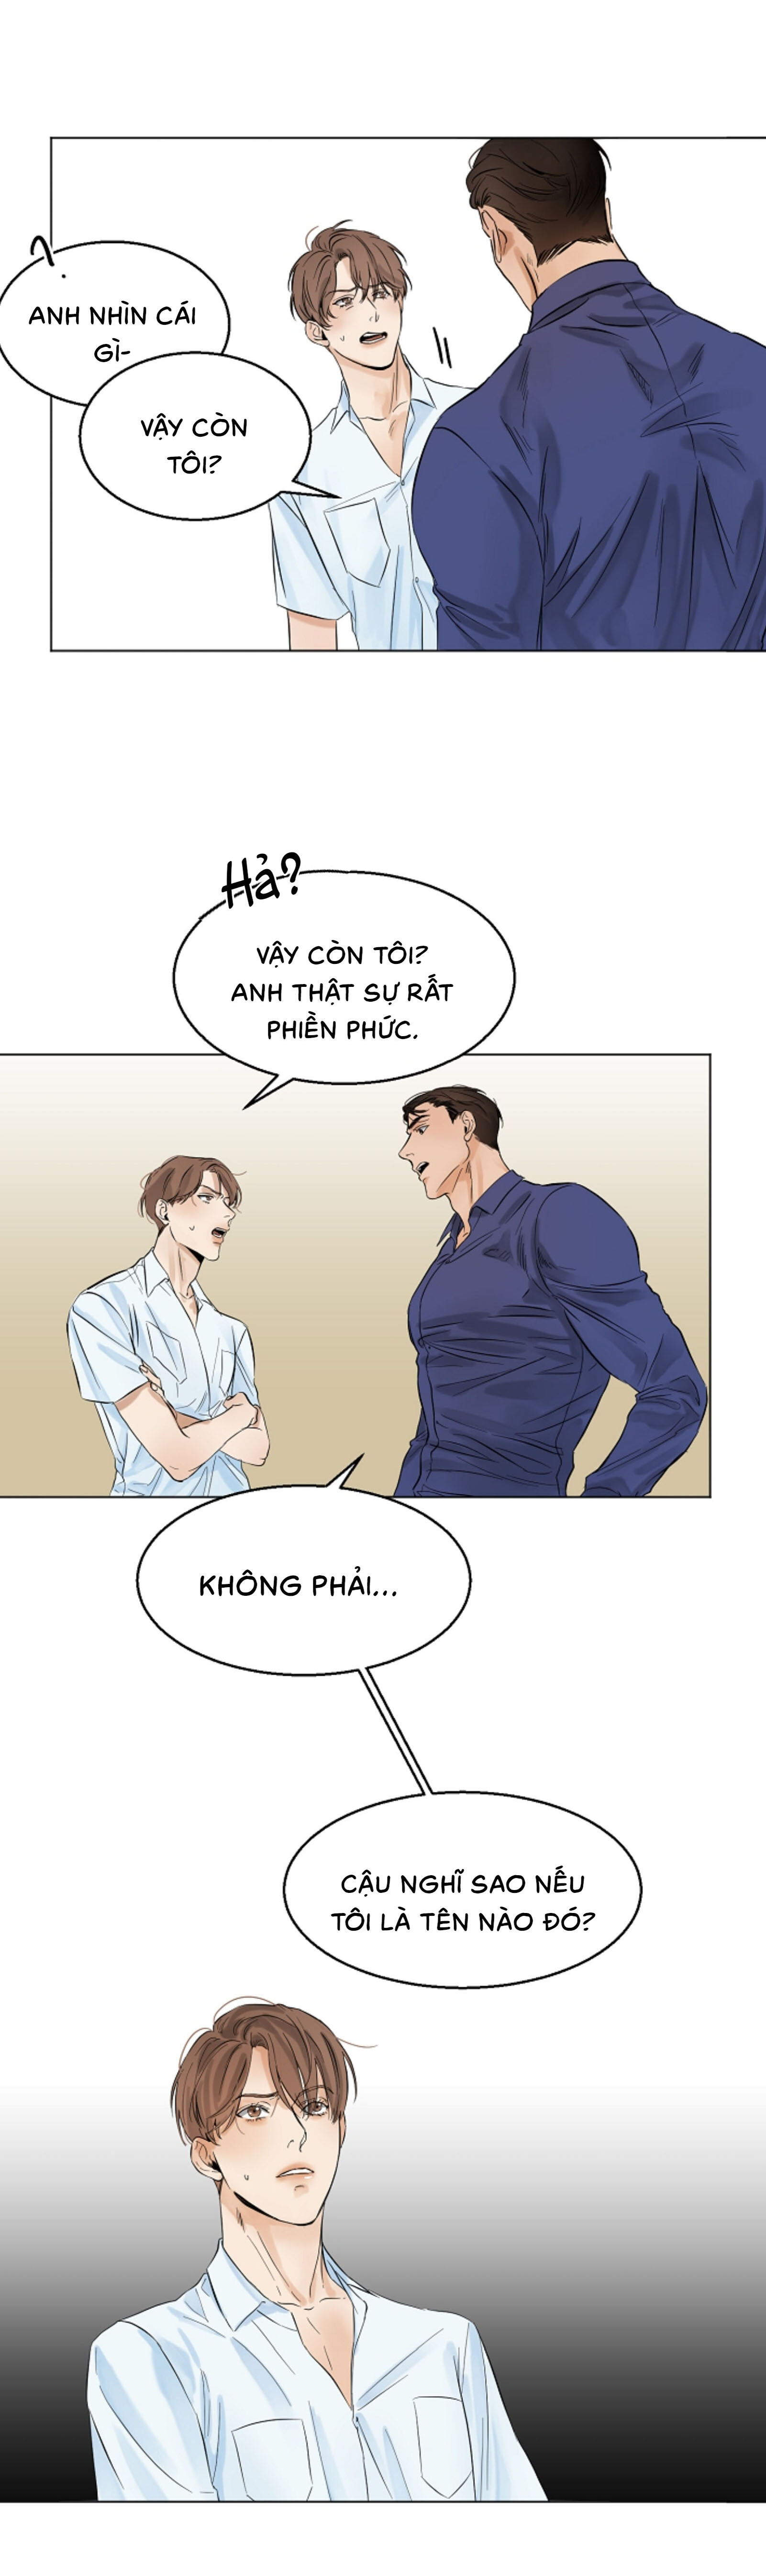 ?
ANH NHÌN CÁI
GÌ-
VẬY CÒN
TÔI?
Hả?
VẬY CÒN TÔI?
ANH THẬT SỰ RẤT
PHIỀN PHỨC.
KHÔNG PHẢI...
CẬU NGHĨ SAO NẾU
TÔI LÀ TÊN NÀO ĐÓ?